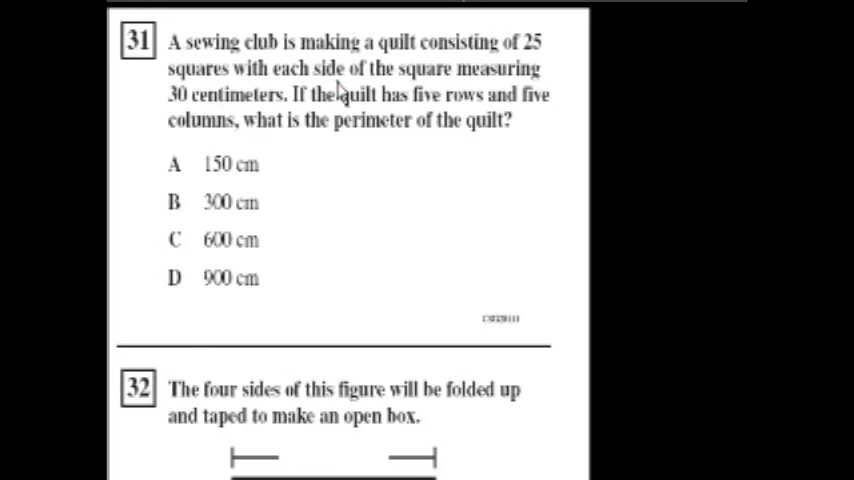 31 A sewing club is making a quilt consisting of 25
squares with each side of the square measuring
30 centimeters. If the quilt has five rows and five
columns, what is the perimeter of the quilt?
A 150 cm
B 300 cm
C 600 cm
D 900 cm
32 The four sides of this figure will be folded up
and taped to make an open box.